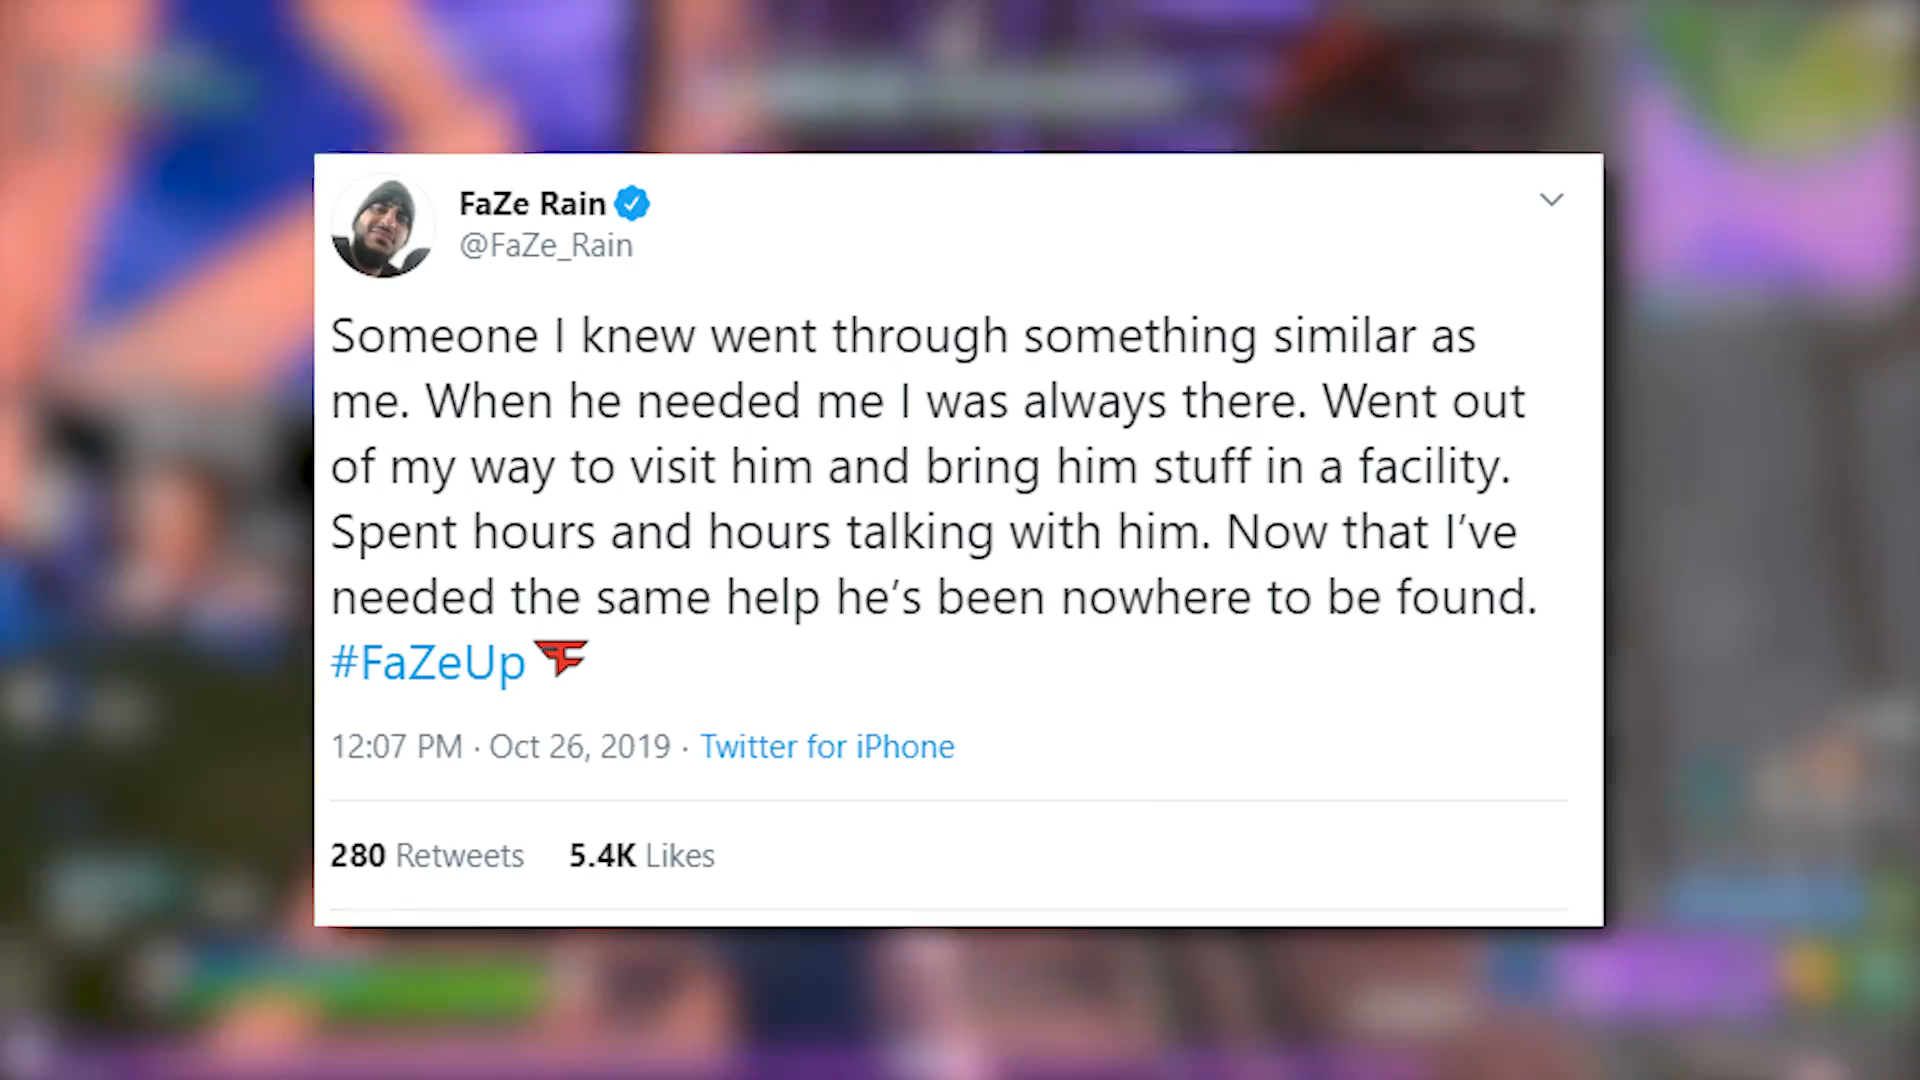 FaZe Rain
@FaZe_Rain
Someone I knew went through something similar as
me. When he needed me I was always there. Went out
of my way to visit him and bring him stuff in a facility.
Spent hours and hours talking with him. Now that I’ve
needed the same help he’s been nowhere to be found.
#FaZeUp
12:07 PM · Oct 26, 2019 · Twitter for iPhone
280 Retweets 5.4K Likes